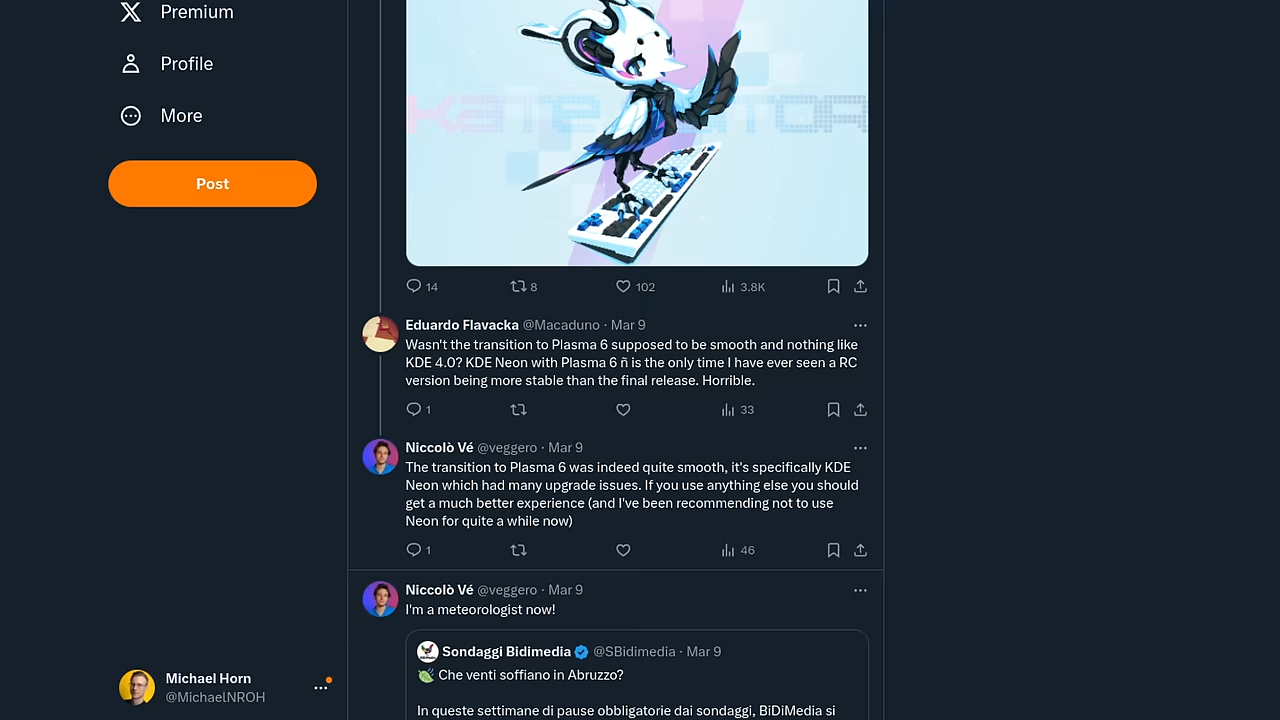 Premium
Profile
More
Post
14
8
102
3.8K
Eduardo Flavacka @Macaduno · Mar 9
Wasn't the transition to Plasma 6 supposed to be smooth and nothing like
KDE 4.0? KDE Neon with Plasma 6 ñ is the only time I have ever seen a RC
version being more stable than the final release. Horrible.
1
33
Niccolò Vé @veggero · Mar 9
The transition to Plasma 6 was indeed quite smooth, it's specifically KDE
Neon which had many upgrade issues. If you use anything else you should
get a much better experience (and I've been recommending not to use
Neon for quite a while now)
1
46
Niccolò Vé @veggero · Mar 9
I'm a meteorologist now!
Sondaggi Bidimedia @SBidimedia · Mar 9
Che venti soffiano in Abruzzo?
In queste settimane di pause obbligatorie dai sondaggi, BiDiMedia si
Michael Horn
@MichaelNROH